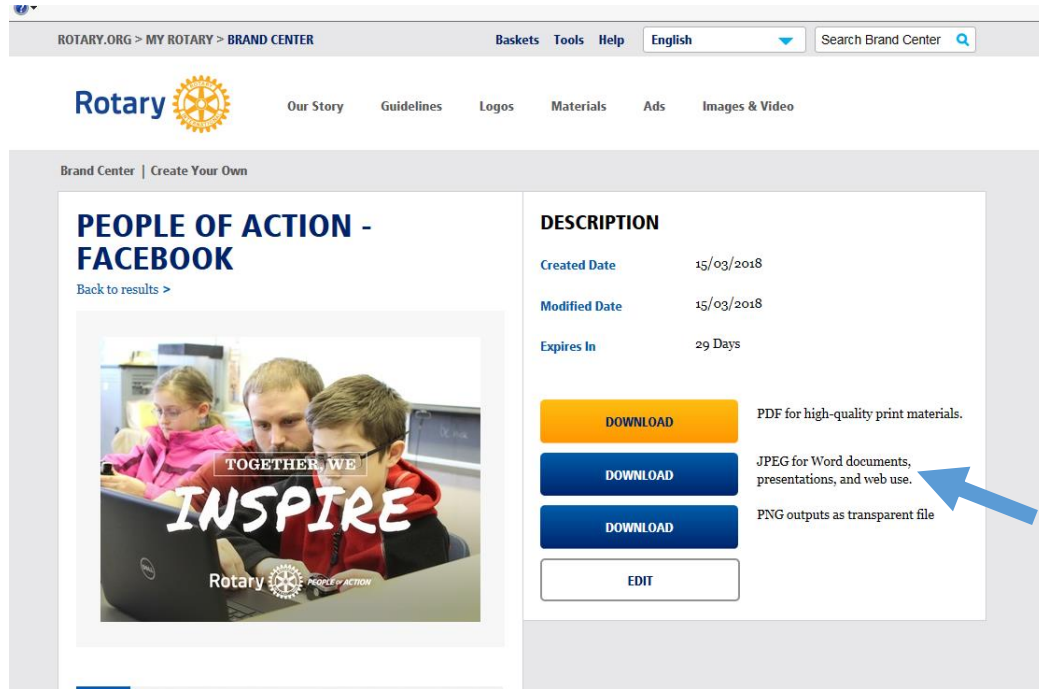 ROTARY.ORG > MY ROTARY > BRAND CENTER
Baskets Tools Help English Search Brand Center
Rotary
Our Story Guidelines Logos Materials Ads Images & Video
Brand Center | Create Your Own
PEOPLE OF ACTION -
FACEBOOK
Back to results >
TOGETHER, WE
INSPIRE
DELL
Rotary PEOPLE OF ACTION
DESCRIPTION
Created Date 15/03/2018
Modified Date 15/03/2018
Expires In 29 Days
DOWNLOAD PDF for high-quality print materials.
DOWNLOAD JPEG for Word documents,
presentations, and web use.
DOWNLOAD PNG outputs as transparent file
EDIT